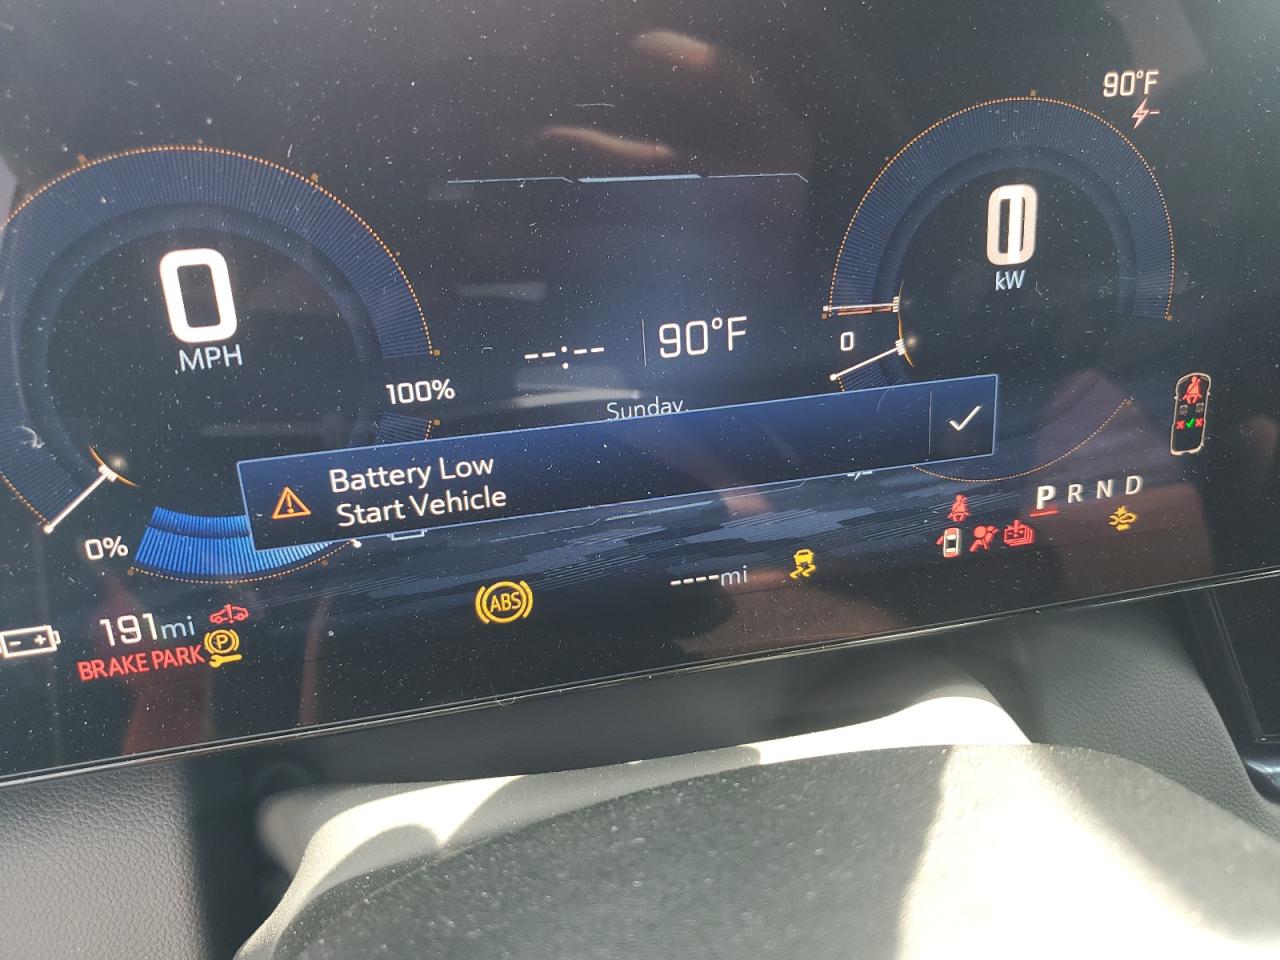 90°F
0
kW
0
MPH
--:--
90°F
0
100%
Sunday
Battery Low
Start Vehicle
P R N D
0%
ABS
----mi
191mi
P
BRAKE PARK